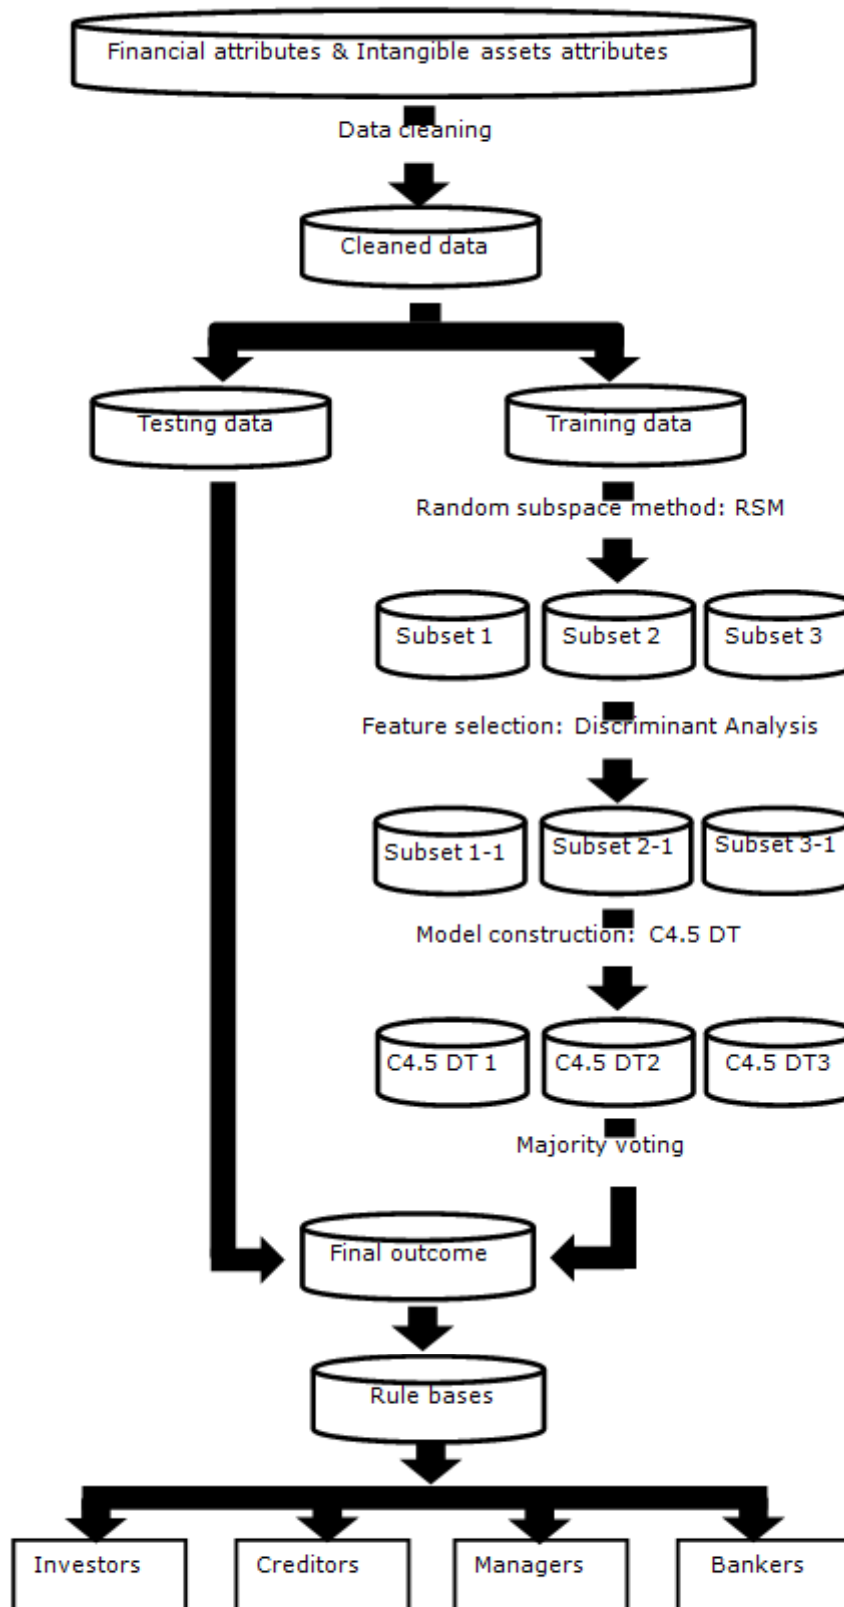 Financial attributes & Intangible assets attributes
Data cleaning
Cleaned data
Testing data
Training data
Random subspace method: RSM
Subset 1
Subset 2
Subset 3
Feature selection: Discriminant Analysis
Subset 1-1
Subset 2-1
Subset 3-1
Model construction: C4.5 DT
C4.5 DT 1
C4.5 DT2
C4.5 DT3
Majority voting
Final outcome
Rule bases
Investors
Creditors
Managers
Bankers